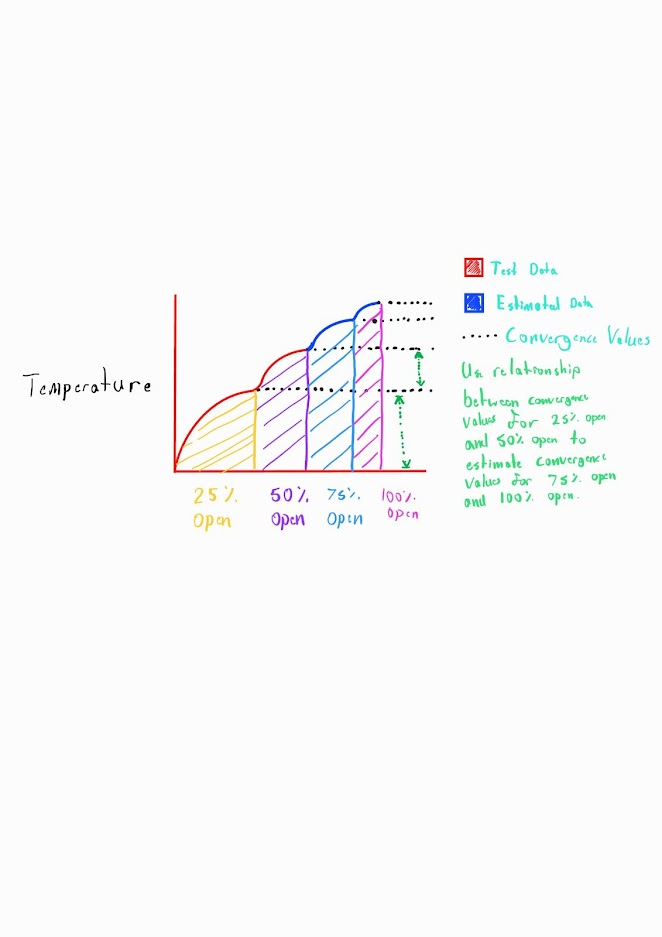 Test Data
Estimated Data
Convergence Values
Temperature
Use relationship
between convergence
values for 25% open
and 50% open to
estimate convergence
values for 75% open
and 100% open.
25% 50% 75% 100%
Open Open Open Open